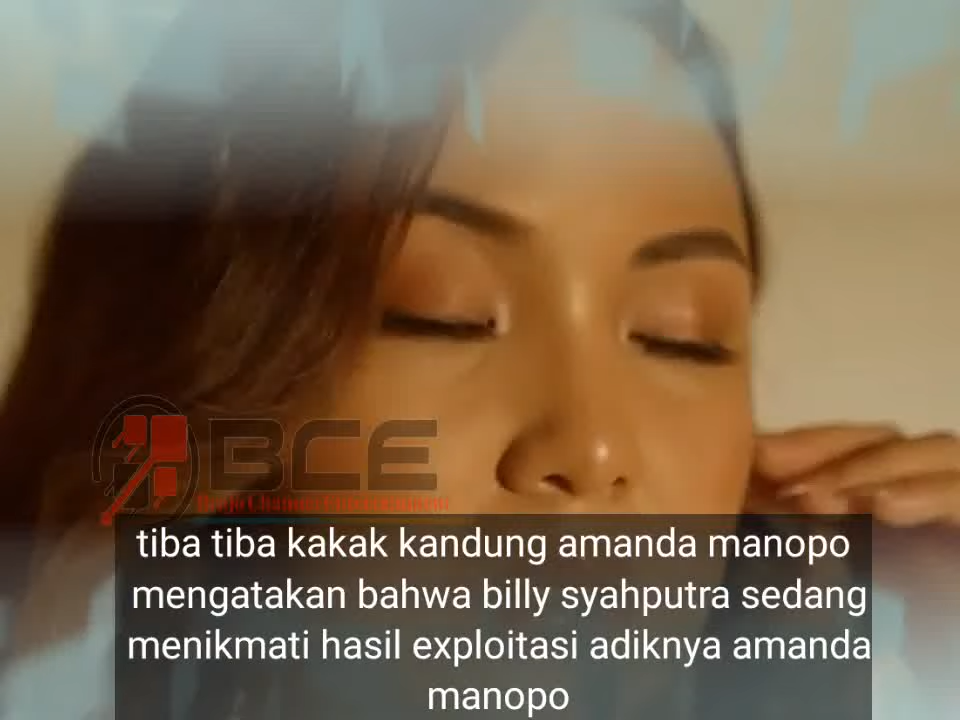 BCE
tiba tiba kakak kandung amanda manopo
mengatakan bahwa billy syahputra sedang
menikmati hasil exploitasi adiknya amanda
manopo